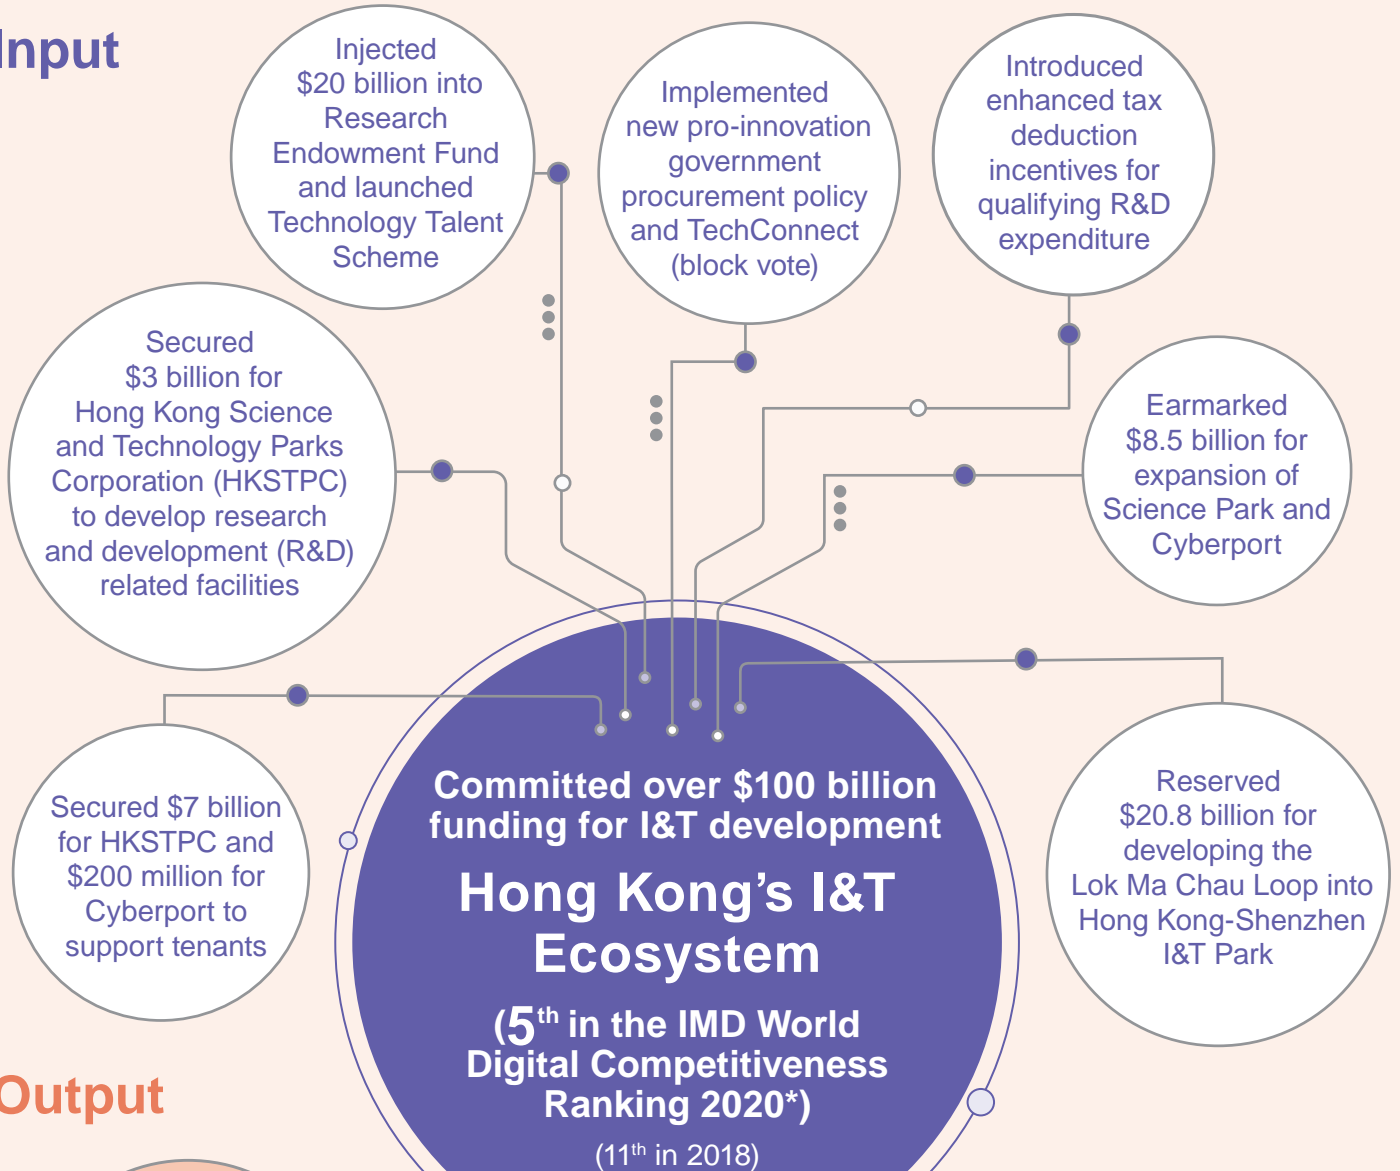 Input
Injected
$20 billion into
Research
Endowment Fund
and launched
Technology Talent
Scheme
Implemented
new pro-innovation
government
procurement policy
and TechConnect
(block vote)
Introduced
enhanced tax
deduction
incentives for
qualifying R&D
expenditure
Secured
$3 billion for
Hong Kong Science
and Technology Parks
Corporation (HKSTPC)
to develop research
and development (R&D)
related facilities
Earmarked
$8.5 billion for
expansion of
Science Park and
Cyberport
Secured $7 billion
for HKSTPC and
$200 million for
Cyberport to
support tenants
Reserved
$20.8 billion for
developing the
Lok Ma Chau Loop into
Hong Kong-Shenzhen
I&T Park
Committed over $100 billion
funding for I&T development
Hong Kong’s I&T
Ecosystem
(5th in the IMD World
Digital Competitiveness
Ranking 2020*)
(11th in 2018)
Output